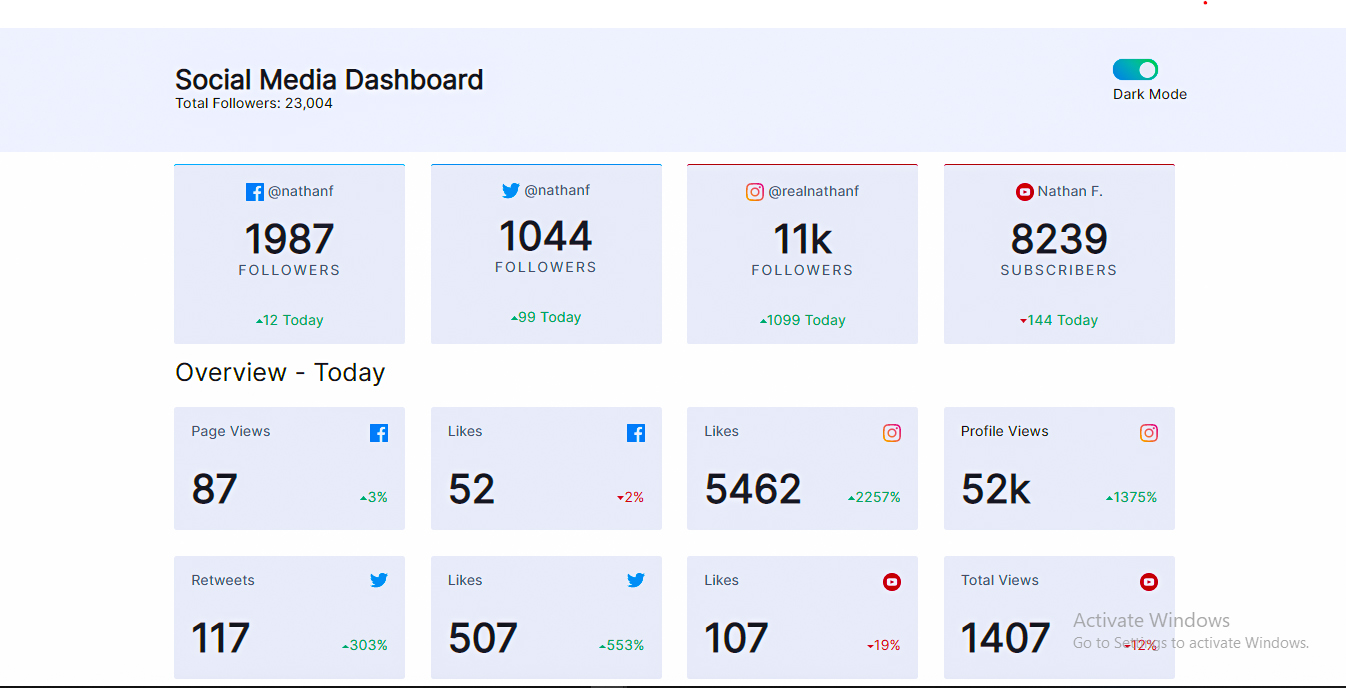 Social Media Dashboard
Total Followers: 23,004
Dark Mode
@nathanf
1987
FOLLOWERS
12 Today
@nathanf
1044
FOLLOWERS
99 Today
@realnathanf
11k
FOLLOWERS
1099 Today
Nathan F.
8239
SUBSCRIBERS
144 Today
Overview - Today
Page Views
87
3%
Likes
52
2%
Likes
5462
2257%
Profile Views
52k
1375%
Retweets
117
303%
Likes
507
553%
Likes
107
19%
Total Views
1407
12%
Activate Windows
Go to Settings to activate Windows.